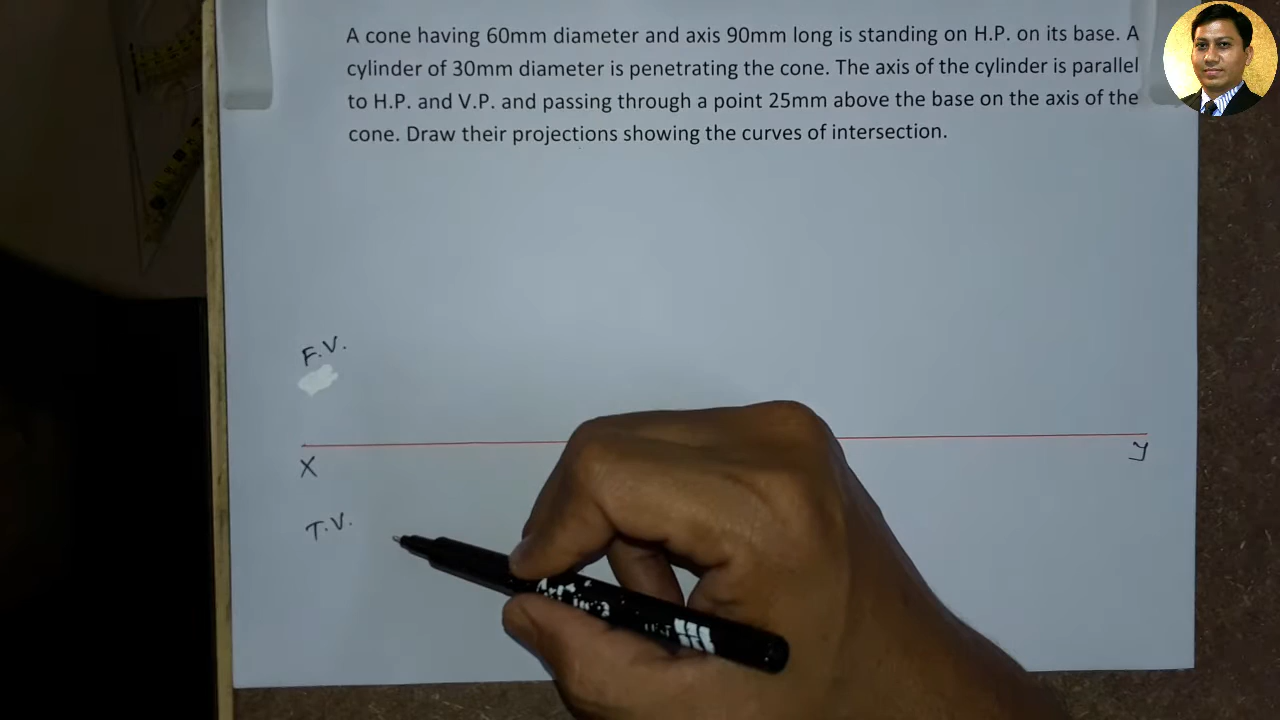 A cone having 60mm diameter and axis 90mm long is standing on H.P. on its base. A
cylinder of 30mm diameter is penetrating the cone. The axis of the cylinder is parallel
to H.P. and V.P. and passing through a point 25mm above the base on the axis of the
cone. Draw their projections showing the curves of intersection.
F.V.
X
y
T.V.